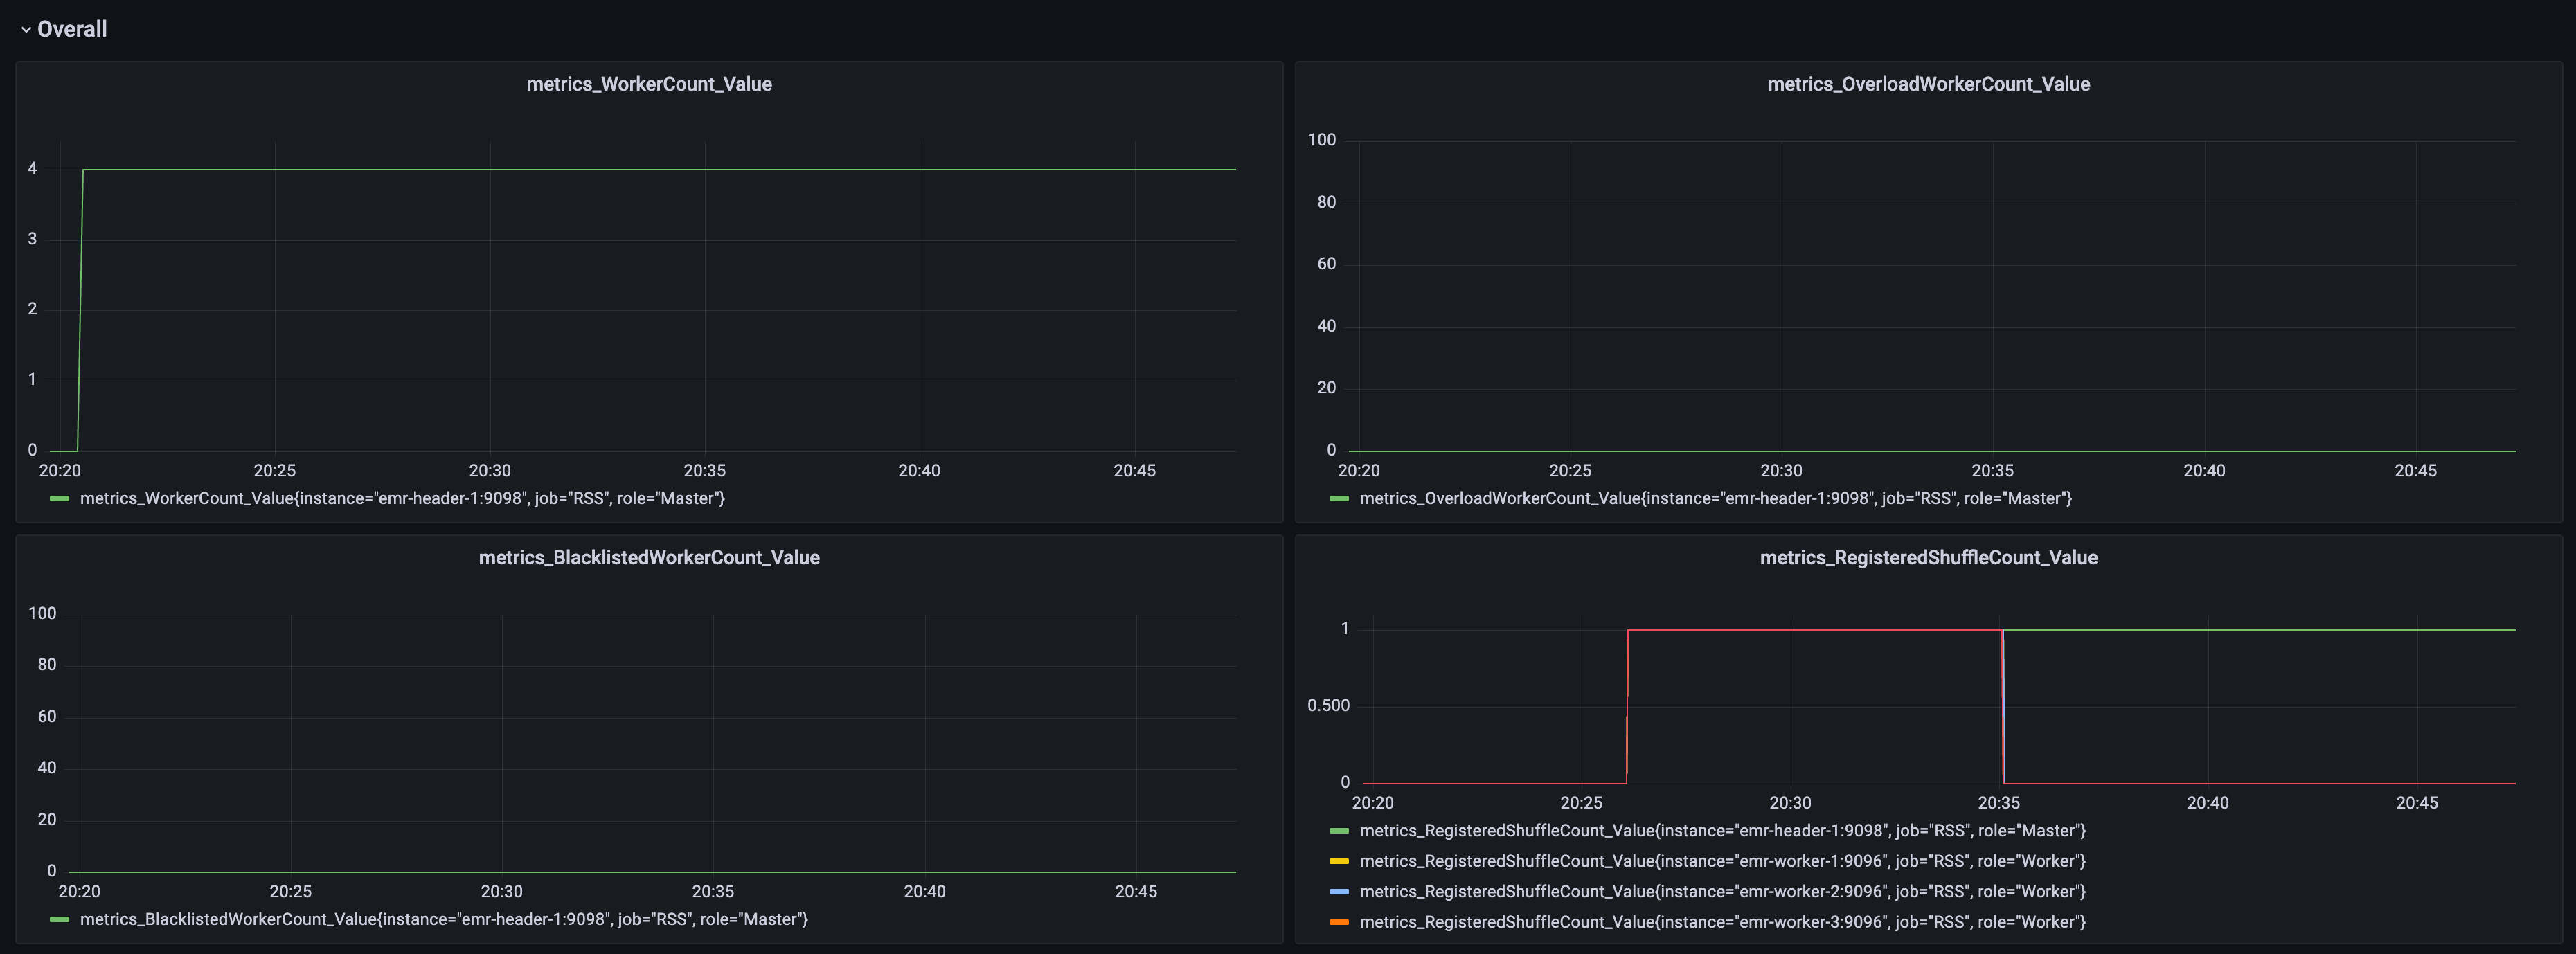 Overall
metrics_WorkerCount_Value
4
3
2
1
0
20:20 20:25 20:30 20:35 20:40 20:45
metrics_WorkerCount_Value{instance="emr-header-1:9098", job="RSS", role="Master"}
metrics_OverloadWorkerCount_Value
100
80
60
40
20
0
20:20 20:25 20:30 20:35 20:40 20:45
metrics_OverloadWorkerCount_Value{instance="emr-header-1:9098", job="RSS", role="Master"}
metrics_BlacklistedWorkerCount_Value
100
80
60
40
20
0
20:20 20:25 20:30 20:35 20:40 20:45
metrics_BlacklistedWorkerCount_Value{instance="emr-header-1:9098", job="RSS", role="Master"}
metrics_RegisteredShuffleCount_Value
1
0.500
0
20:20 20:25 20:30 20:35 20:40 20:45
metrics_RegisteredShuffleCount_Value{instance="emr-header-1:9098", job="RSS", role="Master"}
metrics_RegisteredShuffleCount_Value{instance="emr-worker-1:9096", job="RSS", role="Worker"}
metrics_RegisteredShuffleCount_Value{instance="emr-worker-2:9096", job="RSS", role="Worker"}
metrics_RegisteredShuffleCount_Value{instance="emr-worker-3:9096", job="RSS", role="Worker"}